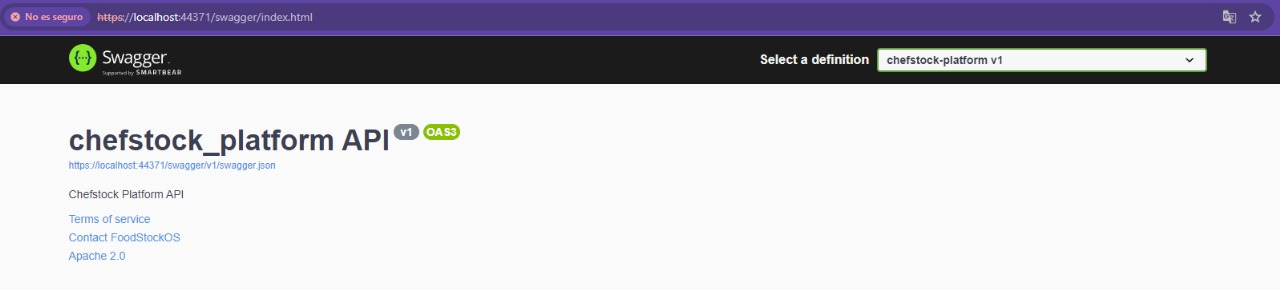 No es seguro https://localhost:44371/swagger/index.html
{··} Swagger. Select a definition chefstock-platform v1
Supported by SMARTBEAR
chefstock_platform API v1 OAS3
https://localhost:44371/swagger/v1/swagger.json
Chefstock Platform API
Terms of service
Contact FoodStockOS
Apache 2.0